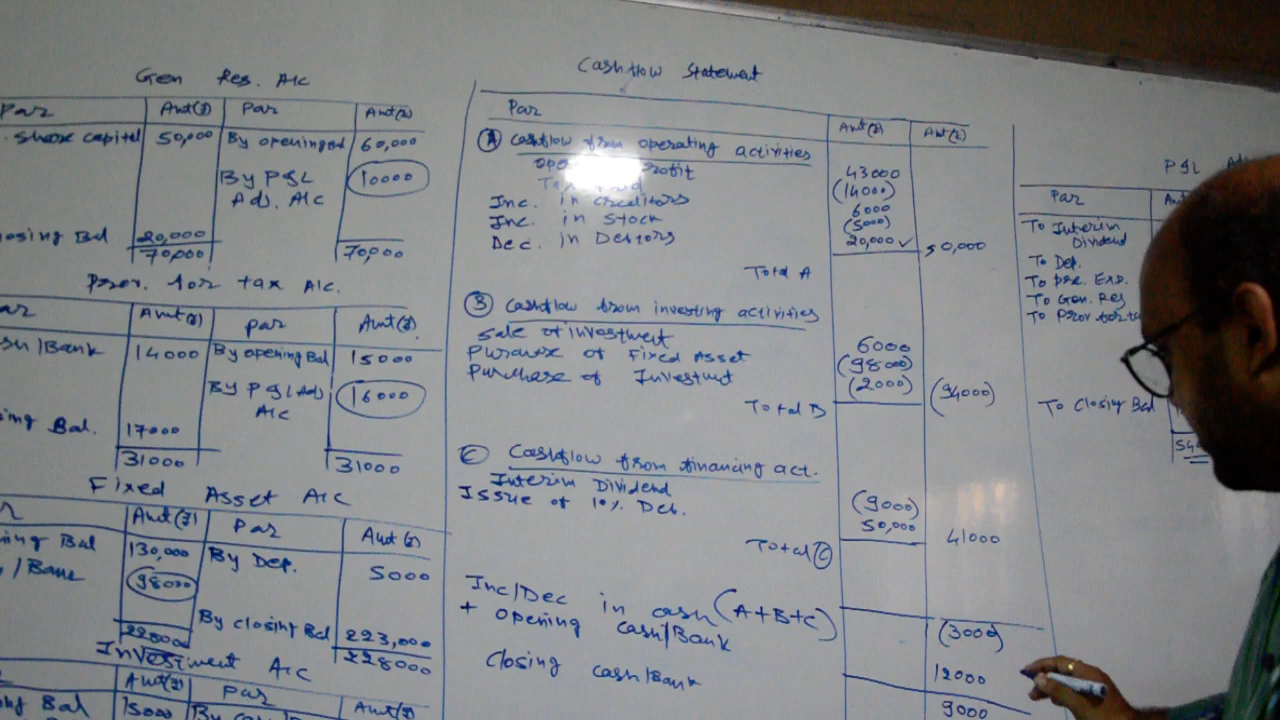 Gen Res. A/c
Par Amt(₹) Par Amt(₹)
50,000 By opening Bal 60,000
By P&L 10000
Adj. A/c
Bal 20,000
70,000 70,000
Prov. for tax A/c.
Amt(₹) Par Amt(₹)
/Bank 14000 By opening Bal 15000
By P&L Adj 16000
A/c
Bal. 17000
31000 31000
Fixed Asset A/c
Amt(₹) Par Amt(₹)
Bal 130,000 By Dep. 5000
/Bank 98000
By closing Bal 223,000
228000 228000
Investment A/c
Amt(₹) Par Amt(₹)
Bal 15000
Cashflow Statement
Par Amt(₹) Amt(₹)
(A) Cashflow from operating activities
43000
(14000)
Inc. in Creditors 6000
Inc. in Stock (5000)
Dec. in Debtors 20,000 ✓ 50,000
Total A
(B) Cashflow from investing activities
Sale of investment 6000
Purchase of Fixed Asset (98000)
Purchase of Investment (2000)
Total B (94000)
(C) Cashflow from financing act.
Interim Dividend (9000)
Issue of 10% Deb. 50,000
Total (C) 41000
Inc/Dec in cash (A+B+C) (3000)
+ opening cash/Bank 12000
Closing cash/Bank 9000
P&L
Par
To Interim
Dividend
To Dep.
To pre. Exp.
To Gen. Res
To Prov for
To Closing Bal